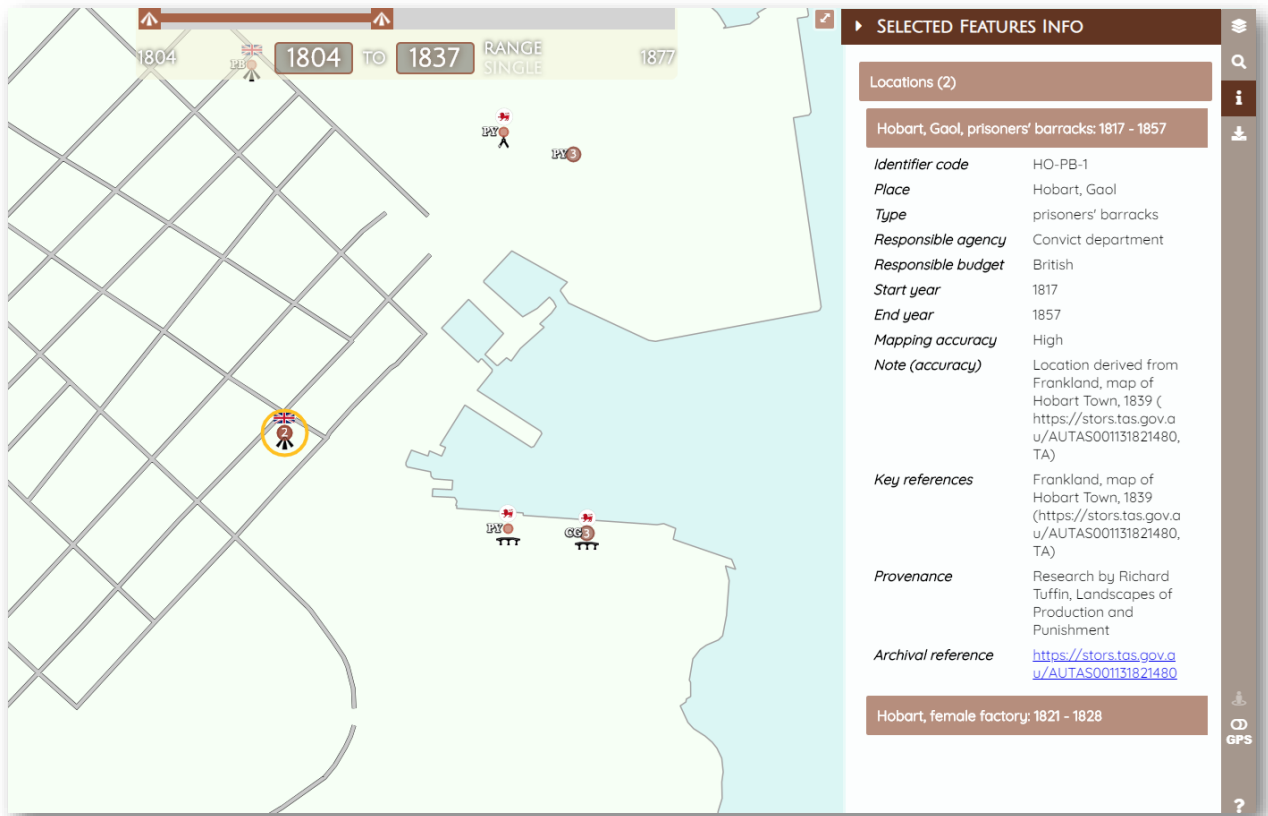 1804
PB
1804 TO 1837
RANGE
SINGLE
1877
PY
PY 3
2
PY
CG 3
SELECTED FEATURES INFO
Locations (2)
Hobart, Gaol, prisoners' barracks: 1817 - 1857
Identifier code HO-PB-1
Place Hobart, Gaol
Type prisoners' barracks
Responsible agency Convict department
Responsible budget British
Start year 1817
End year 1857
Mapping accuracy High
Note (accuracy) Location derived from
Frankland, map of
Hobart Town, 1839 (
https://stors.tas.gov.a
u/AUTAS001131821480,
TA)
Key references Frankland, map of
Hobart Town, 1839
(https://stors.tas.gov.a
u/AUTAS001131821480,
TA)
Provenance Research by Richard
Tuffin, Landscapes of
Production and
Punishment
Archival reference https://stors.tas.gov.a
u/AUTAS001131821480
Hobart, female factory: 1821 - 1828
i
GPS
?